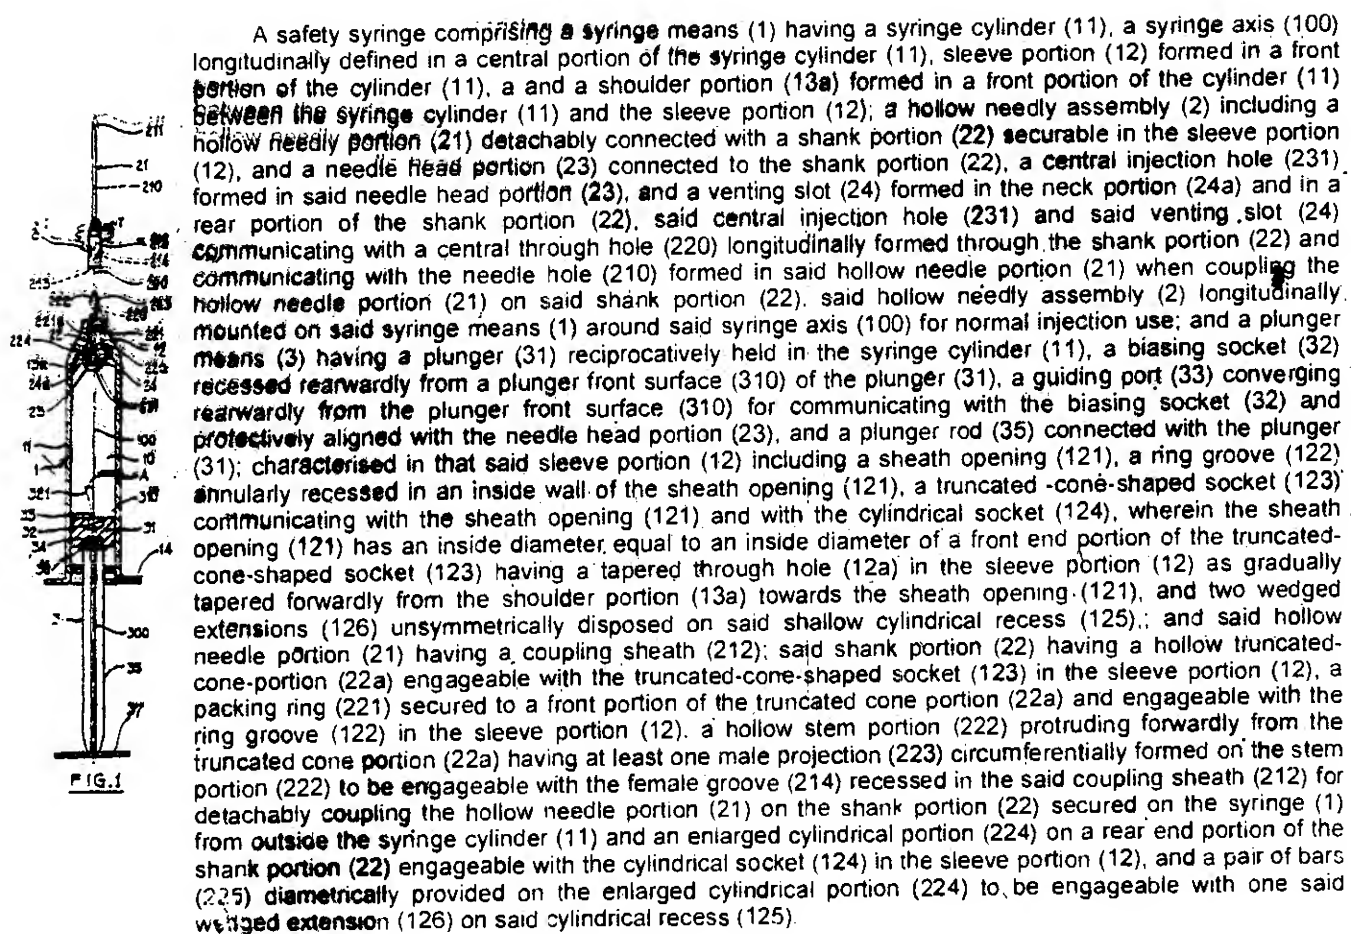 A safety syringe comprising a syringe means (1) having a syringe cylinder (11), a syringe axis (100)
longitudinally defined in a central portion of the syringe cylinder (11), sleeve portion (12) formed in a front
portion of the cylinder (11), a and a shoulder portion (13a) formed in a front portion of the cylinder (11)
between the syringe cylinder (11) and the sleeve portion (12); a hollow needly assembly (2) including a
hollow needly portion (21) detachably connected with a shank portion (22) securable in the sleeve portion
(12), and a needle head portion (23) connected to the shank portion (22), a central injection hole (231)
formed in said needle head portion (23), and a venting slot (24) formed in the neck portion (24a) and in a
rear portion of the shank portion (22), said central injection hole (231) and said venting slot (24)
communicating with a central through hole (220) longitudinally formed through the shank portion (22) and
communicating with the needle hole (210) formed in said hollow needle portion (21) when coupling the
hollow needle portion (21) on said shank portion (22), said hollow needly assembly (2) longitudinally
mounted on said syringe means (1) around said syringe axis (100) for normal injection use; and a plunger
means (3) having a plunger (31) reciprocatively held in the syringe cylinder (11), a biasing socket (32)
recessed rearwardly from a plunger front surface (310) of the plunger (31), a guiding port (33) converging
rearwardly from the plunger front surface (310) for communicating with the biasing socket (32) and
protectively aligned with the needle head portion (23), and a plunger rod (35) connected with the plunger
(31); characterised in that said sleeve portion (12) including a sheath opening (121), a ring groove (122)
annularly recessed in an inside wall of the sheath opening (121), a truncated -cone-shaped socket (123)
communicating with the sheath opening (121) and with the cylindrical socket (124), wherein the sheath
opening (121) has an inside diameter equal to an inside diameter of a front end portion of the truncated-
cone-shaped socket (123) having a tapered through hole (12a) in the sleeve portion (12) as gradually
tapered forwardly from the shoulder portion (13a) towards the sheath opening (121), and two wedged
extensions (126) unsymmetrically disposed on said shallow cylindrical recess (125); and said hollow
needle portion (21) having a coupling sheath (212); said shank portion (22) having a hollow truncated-
cone-portion (22a) engageable with the truncated-cone-shaped socket (123) in the sleeve portion (12), a
packing ring (221) secured to a front portion of the truncated cone portion (22a) and engageable with the
ring groove (122) in the sleeve portion (12), a hollow stem portion (222) protruding forwardly from the
truncated cone portion (22a) having at least one male projection (223) circumferentially formed on the stem
portion (222) to be engageable with the female groove (214) recessed in the said coupling sheath (212) for
detachably coupling the hollow needle portion (21) on the shank portion (22) secured on the syringe (1)
from outside the syringe cylinder (11) and an enlarged cylindrical portion (224) on a rear end portion of the
shank portion (22) engageable with the cylindrical socket (124) in the sleeve portion (12), and a pair of bars
(225) diametrically provided on the enlarged cylindrical portion (224) to be engageable with one said
wedged extension (126) on said cylindrical recess (125).
211
21
210
224
23
11
100
10
A
321
31
14
300
35
37
FIG.1